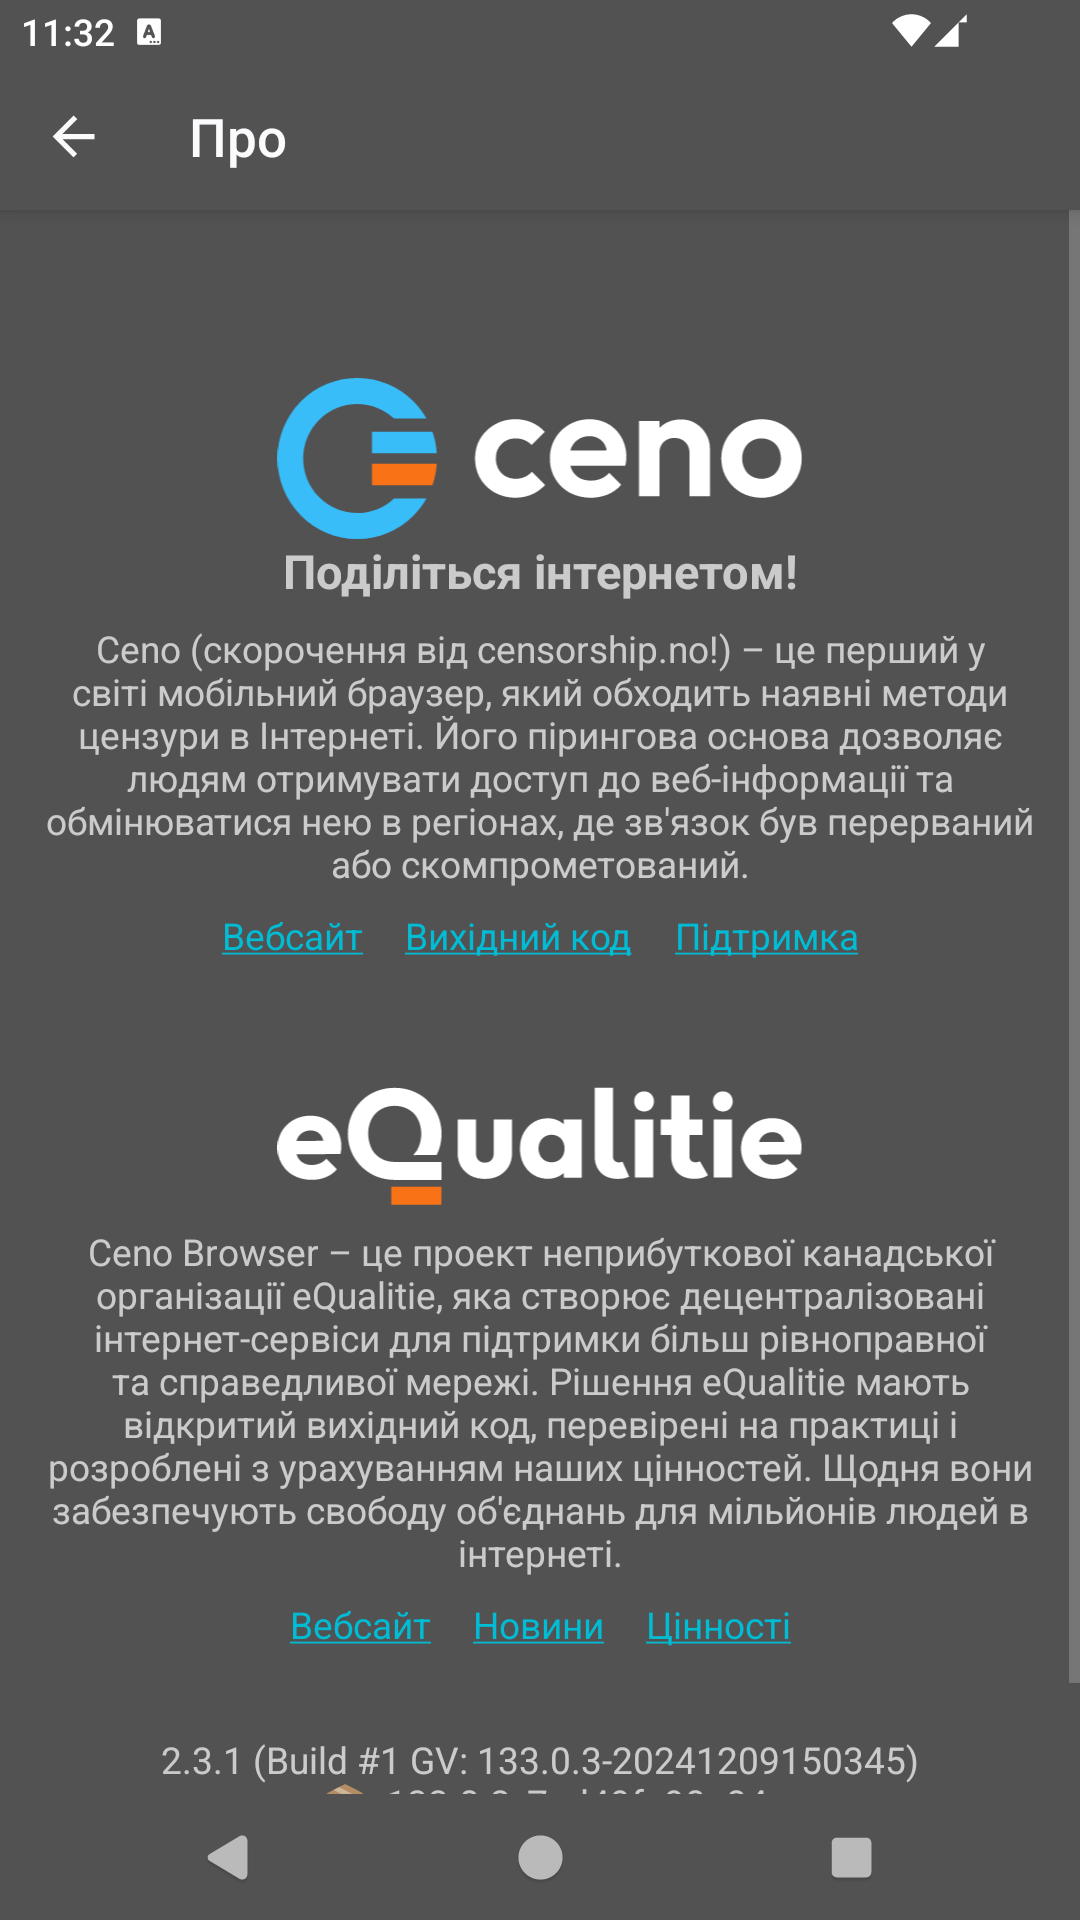 11:32
Про
ceno
Поділіться інтернетом!
Ceno (скорочення від censorship.no!) – це перший у
світі мобільний браузер, який обходить наявні методи
цензури в Інтернеті. Його пірингова основа дозволяє
людям отримувати доступ до веб-інформації та
обмінюватися нею в регіонах, де зв'язок був перерваний
або скомпрометований.
Вебсайт Вихідний код Підтримка
eQualitie
Ceno Browser – це проект неприбуткової канадської
організації eQualitie, яка створює децентралізовані
інтернет-сервіси для підтримки більш рівноправної
та справедливої мережі. Рішення eQualitie мають
відкритий вихідний код, перевірені на практиці і
розроблені з урахуванням наших цінностей. Щодня вони
забезпечують свободу об'єднань для мільйонів людей в
інтернеті.
Вебсайт Новини Цінності
2.3.1 (Build #1 GV: 133.0.3-20241209150345)